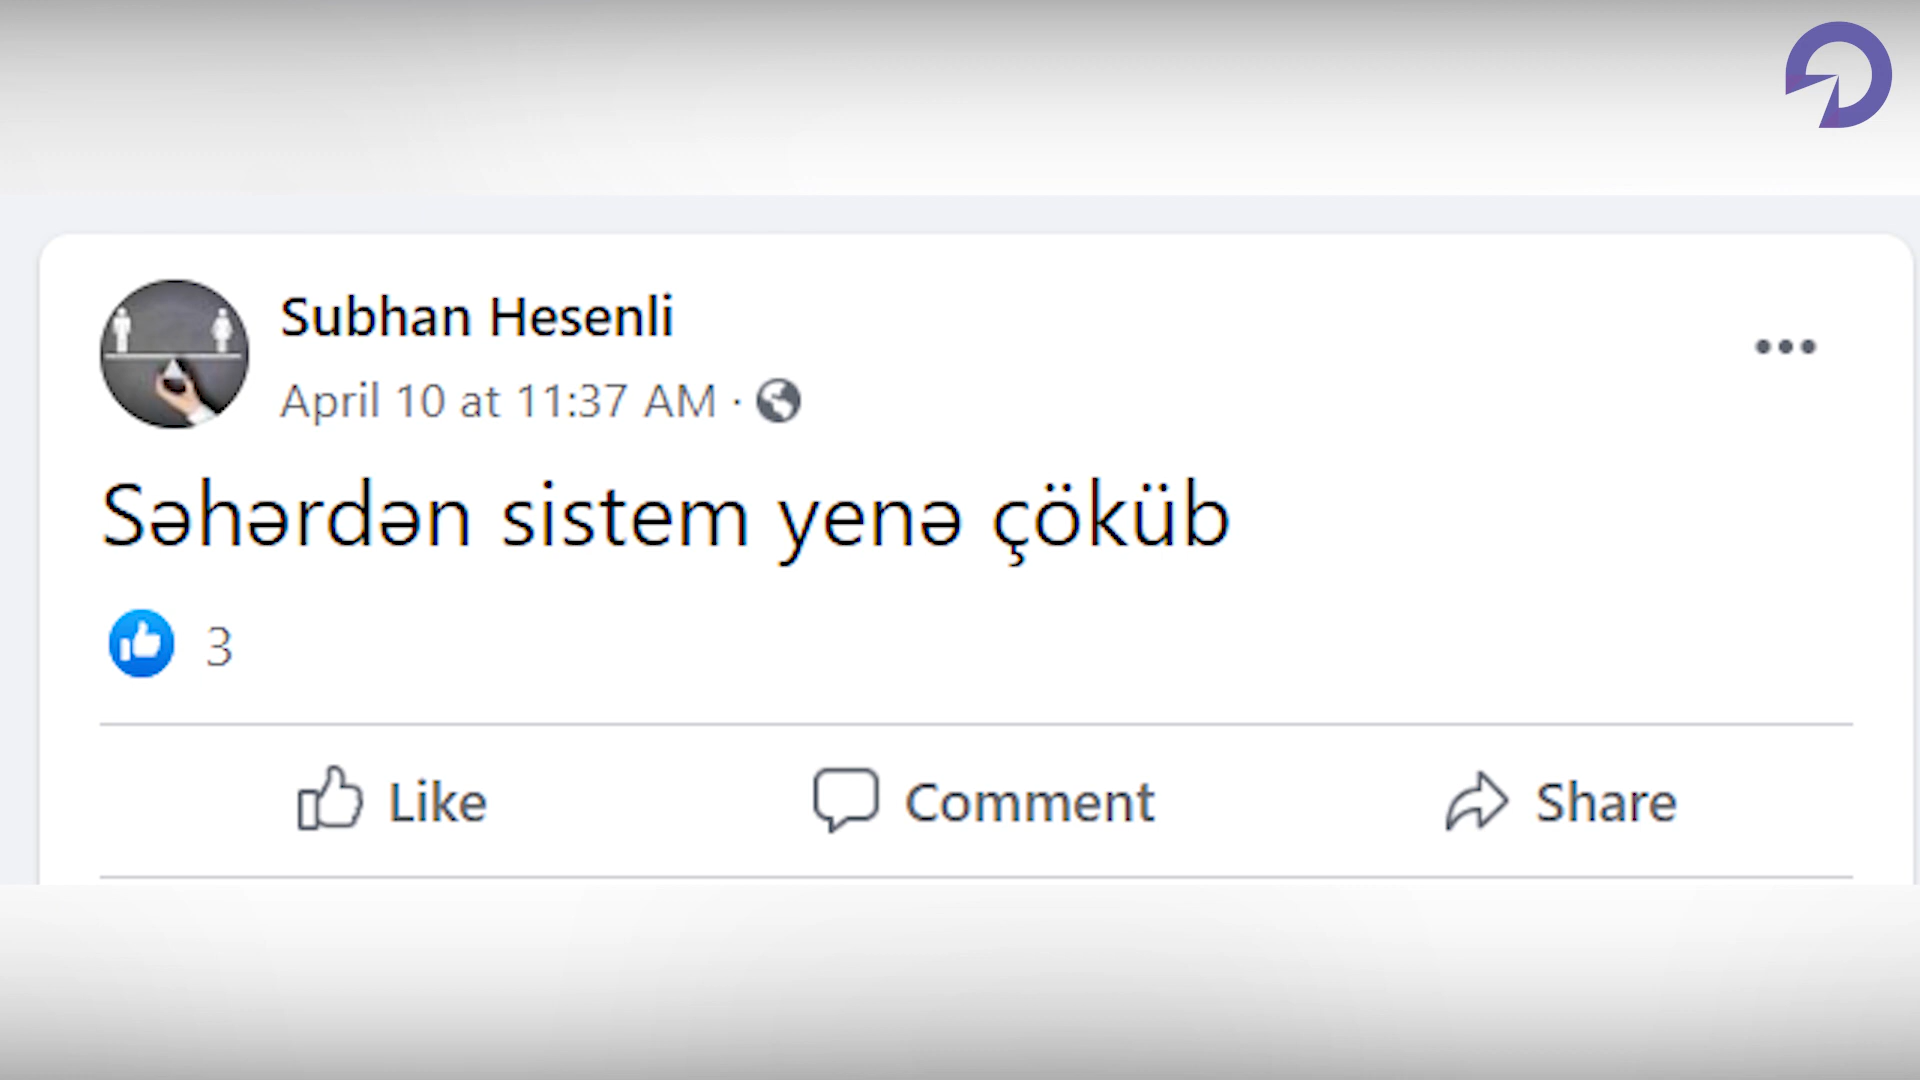 Subhan Hesenli
April 10 at 11:37 AM ·
Səhərdən sistem yenə çöküb
3
Like Comment Share